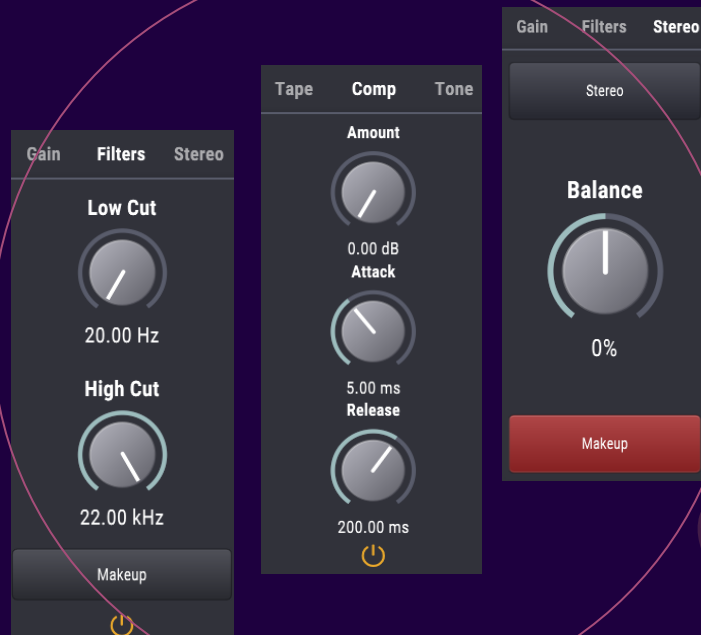 Gain Filters Stereo
Low Cut
20.00 Hz
High Cut
22.00 kHz
Makeup
Tape Comp Tone
Amount
0.00 dB
Attack
5.00 ms
Release
200.00 ms
Gain Filters Stereo
Stereo
Balance
0%
Makeup